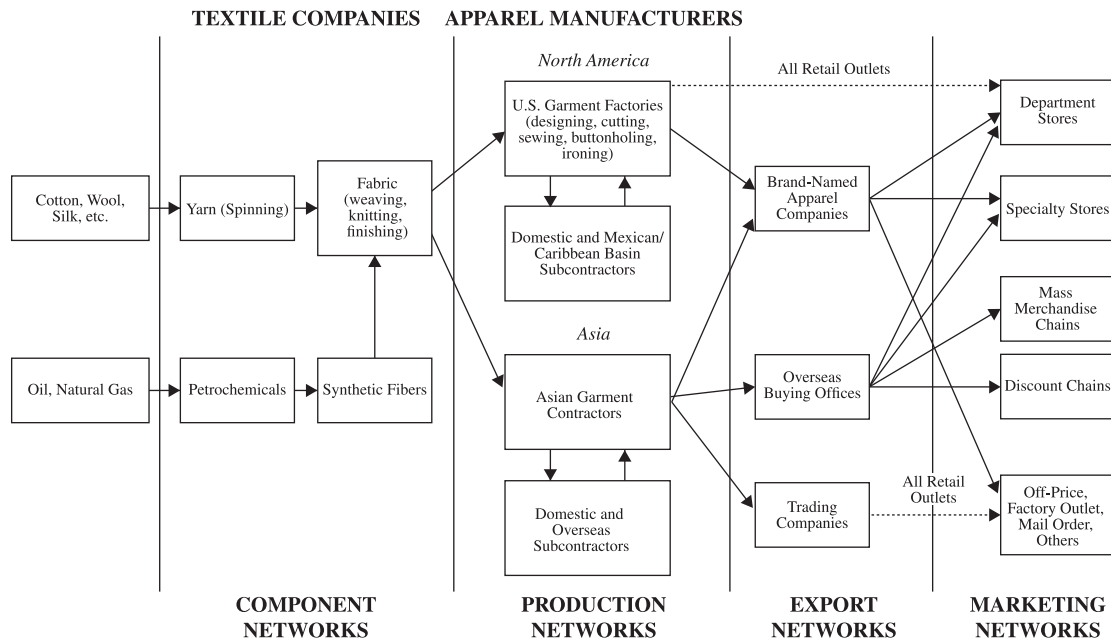 TEXTILE COMPANIES
APPAREL MANUFACTURERS
North America
All Retail Outlets
U.S. Garment Factories
(designing, cutting,
sewing, buttonholing,
ironing)
Department
Stores
Cotton, Wool,
Silk, etc.
Yarn (Spinning)
Fabric
(weaving,
knitting,
finishing)
Brand-Named
Apparel
Companies
Specialty Stores
Domestic and Mexican/
Caribbean Basin
Subcontractors
Mass
Merchandise
Chains
Asia
Oil, Natural Gas
Petrochemicals
Synthetic Fibers
Asian Garment
Contractors
Overseas
Buying Offices
Discount Chains
All Retail
Outlets
Domestic and
Overseas
Subcontractors
Trading
Companies
Off-Price,
Factory Outlet,
Mail Order,
Others
COMPONENT
NETWORKS
PRODUCTION
NETWORKS
EXPORT
NETWORKS
MARKETING
NETWORKS